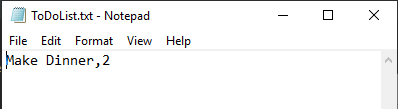 ToDoList.txt - Notepad
File Edit Format View Help
Make Dinner,2